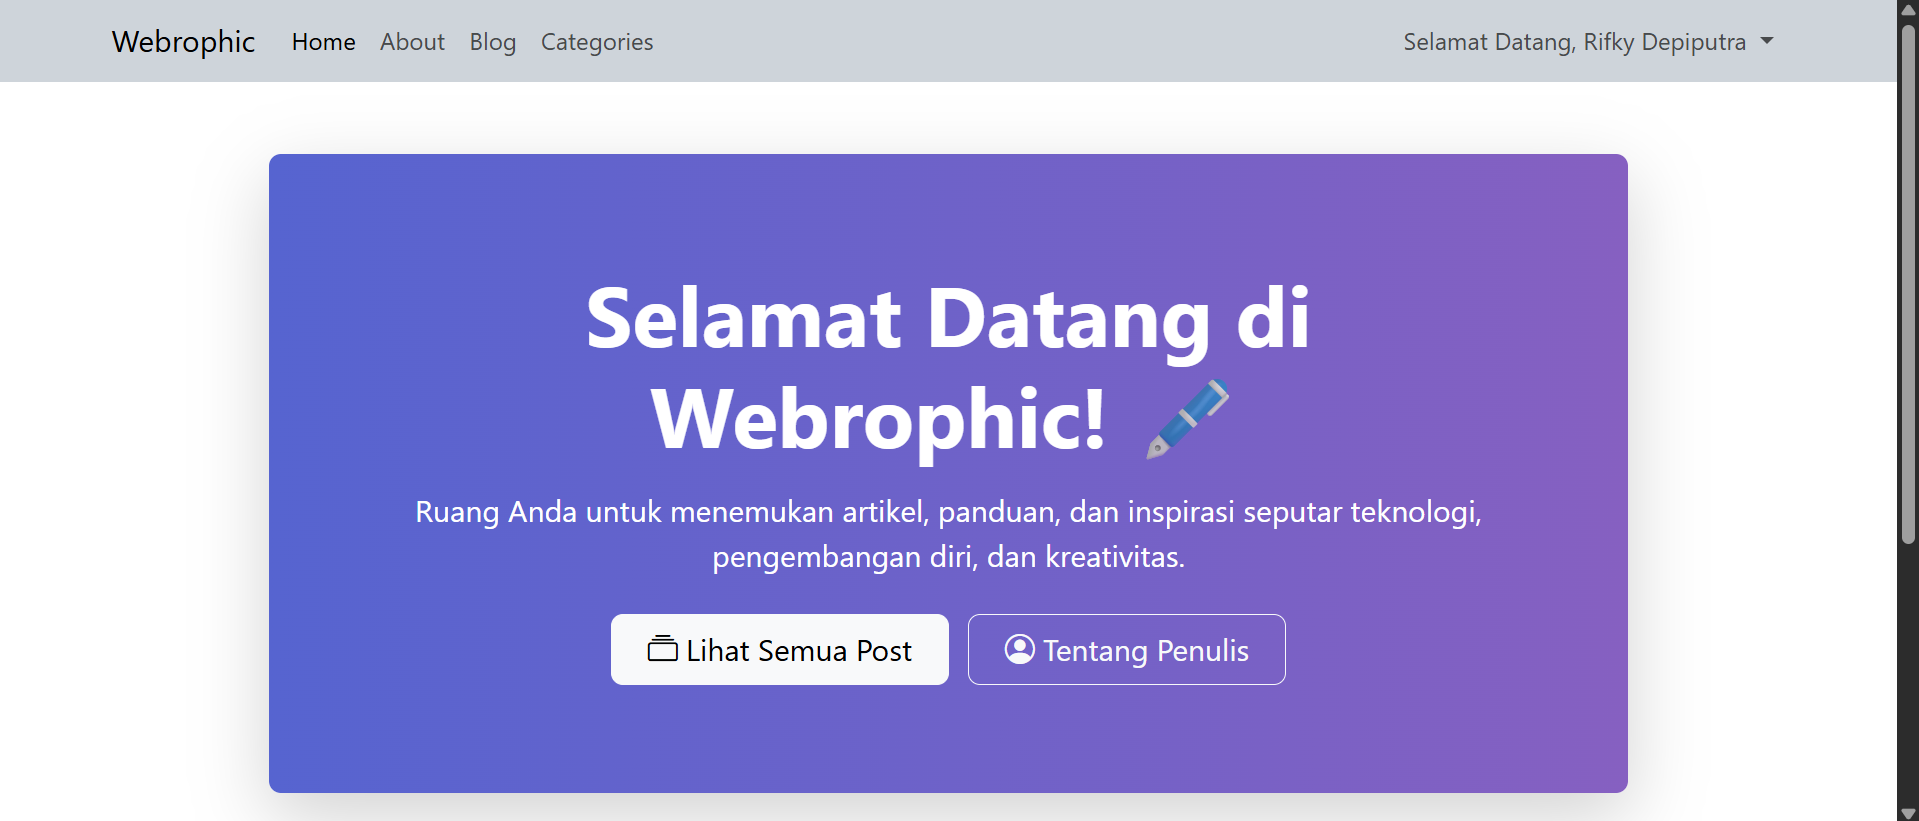 Webrophic Home About Blog Categories Selamat Datang, Rifky Depiputra
Selamat Datang di
Webrophic! 🖊️
Ruang Anda untuk menemukan artikel, panduan, dan inspirasi seputar teknologi,
pengembangan diri, dan kreativitas.
Lihat Semua Post Tentang Penulis